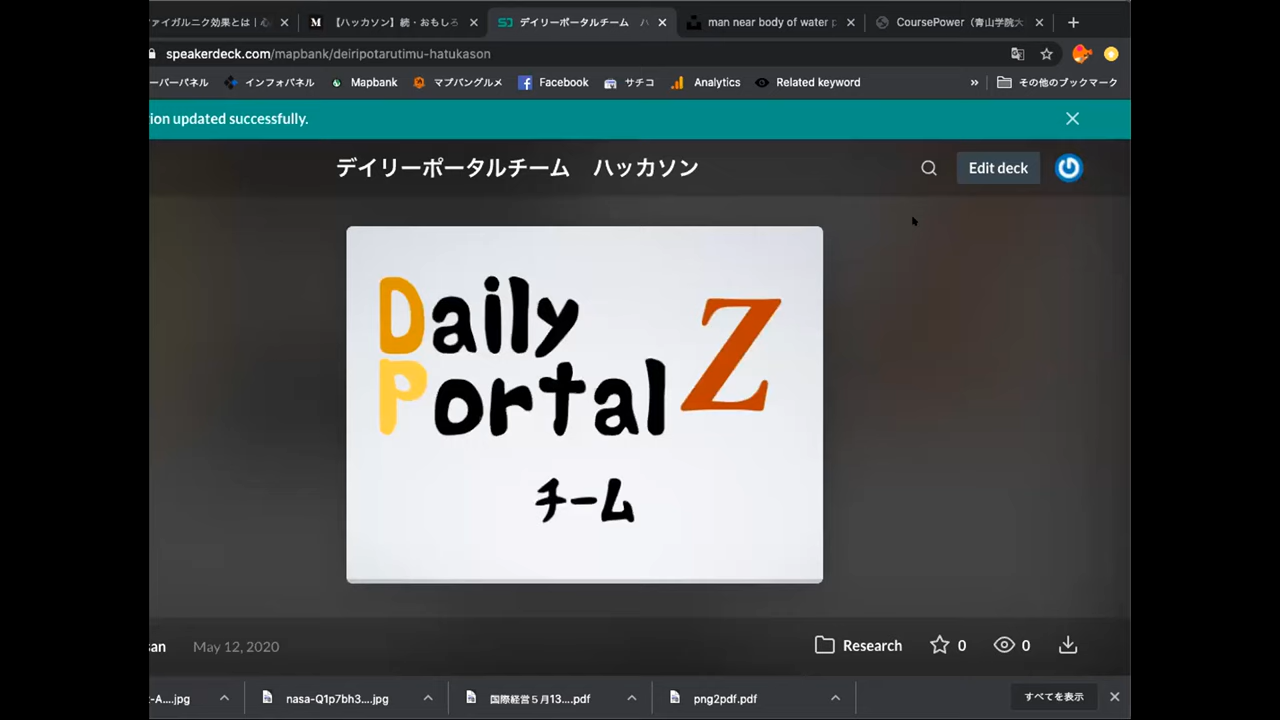 ァイガルニク効果とは｜心
【ハッカソン】続・おもしろ
デイリーポータルチーム ハ
man near body of water p
CoursePower（青山学院大
speakerdeck.com/mapbank/deiripotarutimu-hatukason
ーパーパネル
インフォパネル
Mapbank
マプバングルメ
Facebook
サチコ
Analytics
Related keyword
»
その他のブックマーク
ion updated successfully.
デイリーポータルチーム　ハッカソン
Edit deck
Daily
Portal Z
チーム
san
May 12, 2020
Research
0
0
t-A....jpg
nasa-Q1p7bh3....jpg
国際経営５月13....pdf
png2pdf.pdf
すべてを表示